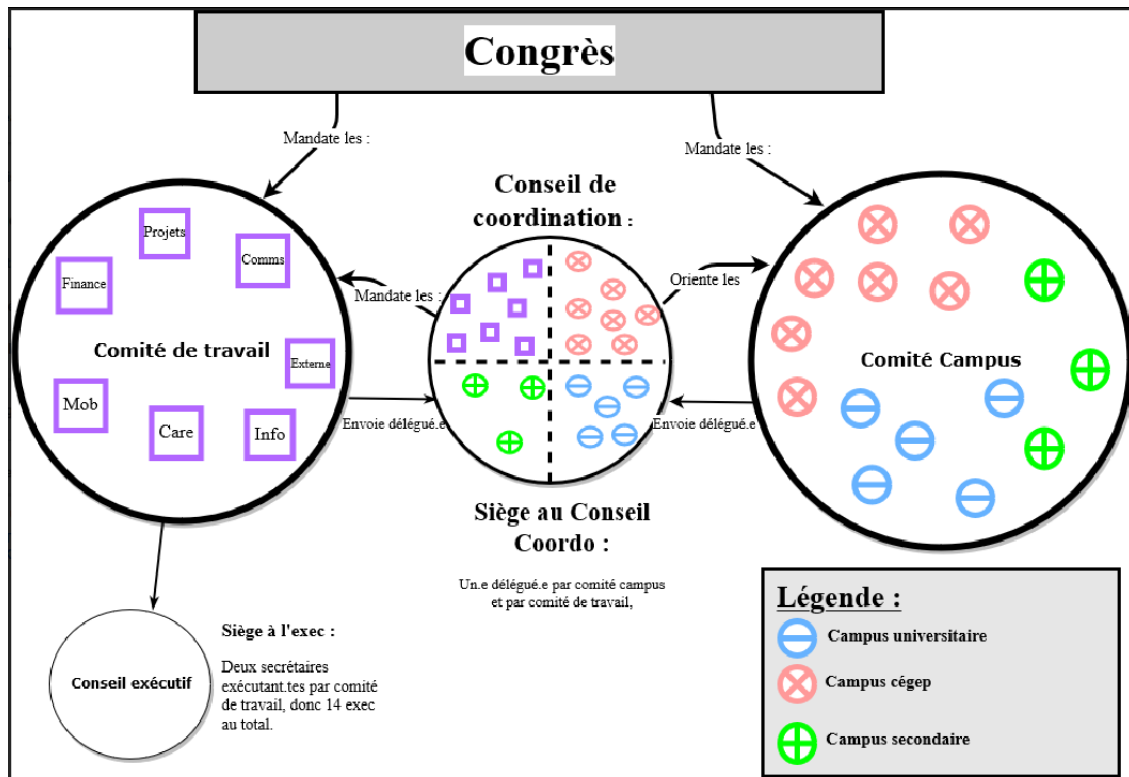 Congrès
Mandate les :
Mandate les :
Conseil de
coordination :
Projets
Comms
Finance
Mandate les :
Oriente les
Comité de travail
Externe
Comité Campus
Mob
Care
Info
Envoie délégué.e
Envoie délégué.e
Siège au Conseil
Coordo :
Un.e délégué.e par comité campus
et par comité de travail,
Conseil exécutif
Siège à l'exec :
Deux secrétaires
exécutant.tes par comité
de travail, donc 14 exec
au total.
Légende :
Campus universitaire
Campus cégep
Campus secondaire